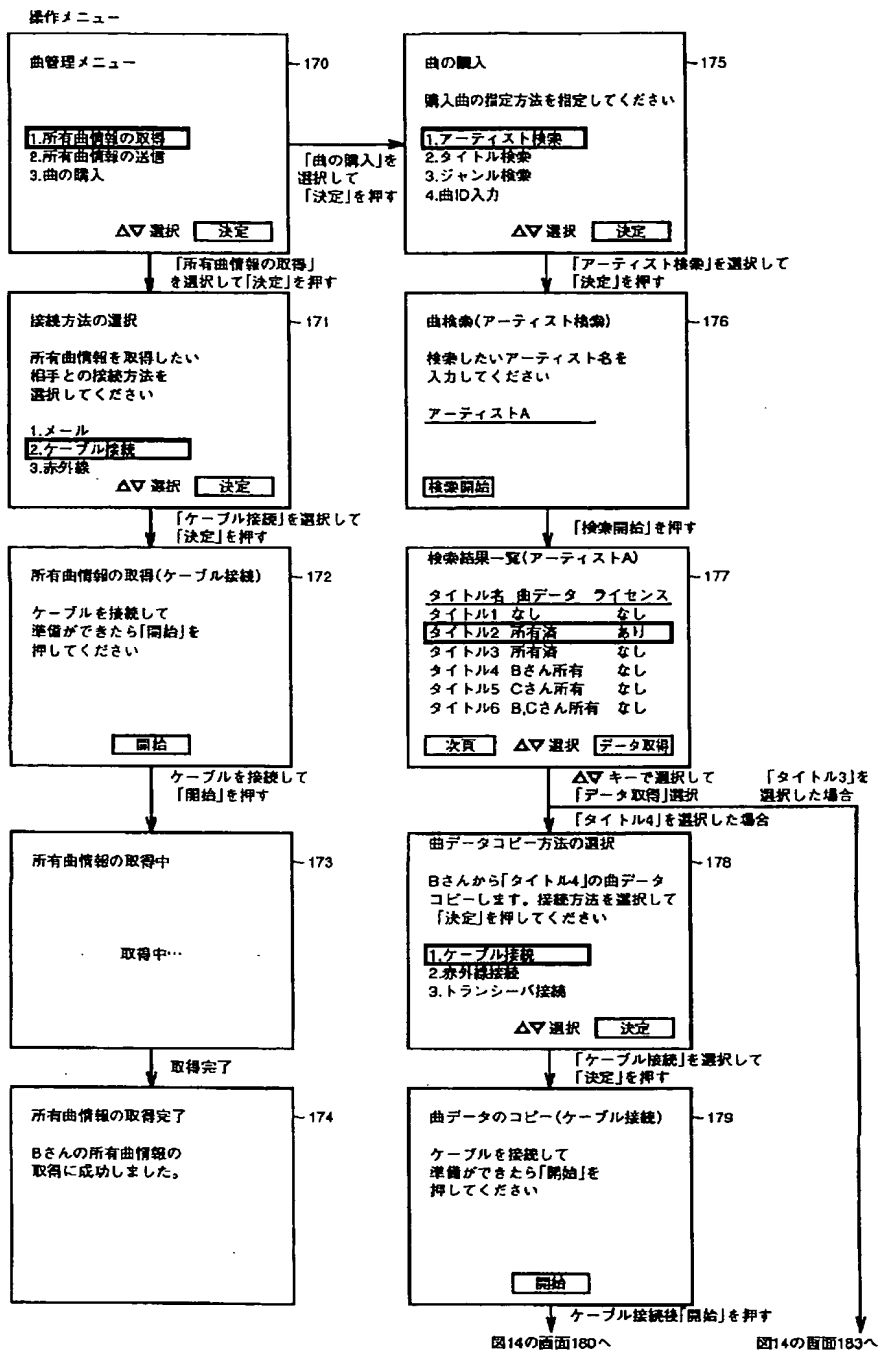 操作メニュー
曲管理メニュー
1.所有曲情報の取得
2.所有曲情報の送信
3.曲の購入
△▽ 選択 決定
170
「曲の購入」を
選択して
「決定」を押す
曲の購入
購入曲の指定方法を指定してください
1.アーティスト検索
2.タイトル検索
3.ジャンル検索
4.曲ID入力
△▽ 選択 決定
175
「所有曲情報の取得」
を選択して「決定」を押す
「アーティスト検索」を選択して
「決定」を押す
接続方法の選択
所有曲情報を取得したい
相手との接続方法を
選択してください
1.メール
2.ケーブル接続
3.赤外線
△▽ 選択 決定
171
曲検索(アーティスト検索)
検索したいアーティスト名を
入力してください
アーティストA
検索開始
176
「ケーブル接続」を選択して
「決定」を押す
「検索開始」を押す
所有曲情報の取得(ケーブル接続)
ケーブルを接続して
準備ができたら「開始」を
押してください
開始
172
検索結果一覧(アーティストA)
タイトル名 曲データ ライセンス
タイトル1 なし なし
タイトル2 所有済 あり
タイトル3 所有済 なし
タイトル4 Bさん所有 なし
タイトル5 Cさん所有 なし
タイトル6 B,Cさん所有 なし
次頁 △▽ 選択 データ取得
177
ケーブルを接続して
「開始」を押す
△▽ キーで選択して
「データ取得」選択
「タイトル3」を
選択した場合
「タイトル4」を選択した場合
所有曲情報の取得中
取得中…
173
曲データコピー方法の選択
Bさんから「タイトル4」の曲データ
コピーします。接続方法を選択して
「決定」を押してください
1.ケーブル接続
2.赤外線接続
3.トランシーバ接続
△▽ 選択 決定
178
取得完了
「ケーブル接続」を選択して
「決定」を押す
所有曲情報の取得完了
Bさんの所有曲情報の
取得に成功しました。
174
曲データのコピー(ケーブル接続)
ケーブルを接続して
準備ができたら「開始」を
押してください
開始
179
ケーブル接続後「開始」を押す
図14の画面180へ
図14の画面183へ